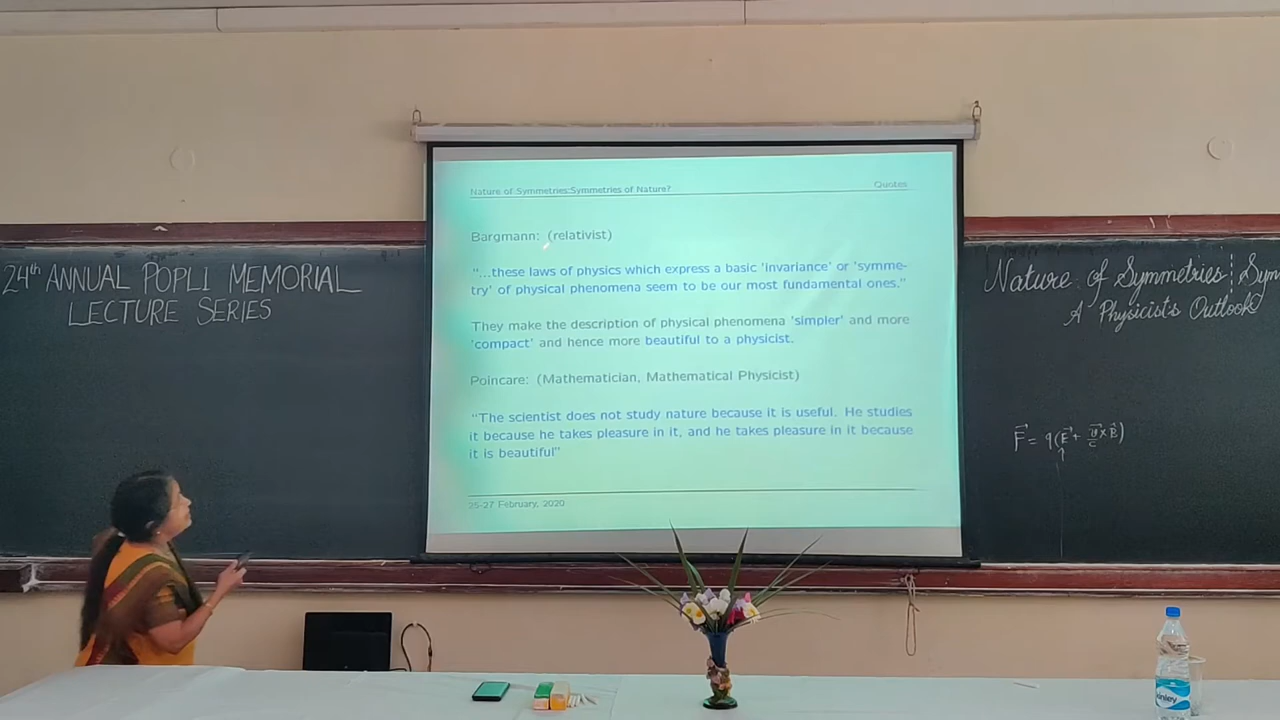 24th ANNUAL POPLI MEMORIAL
LECTURE SERIES
Nature of Symmetries:Symmetries of Nature?
Quotes
Bargmann: (relativist)
"...these laws of physics which express a basic 'invariance' or 'symme-
try' of physical phenomena seem to be our most fundamental ones."
They make the description of physical phenomena 'simpler' and more
'compact' and hence more beautiful to a physicist.
Poincare: (Mathematician, Mathematical Physicist)
"The scientist does not study nature because it is useful. He studies
it because he takes pleasure in it, and he takes pleasure in it because
it is beautiful"
25-27 February, 2020
Nature of Symmetries: Sym
A Physicist's Outlook
F⃗ = q(E⃗ + v⃗/c × B⃗)
Kinley